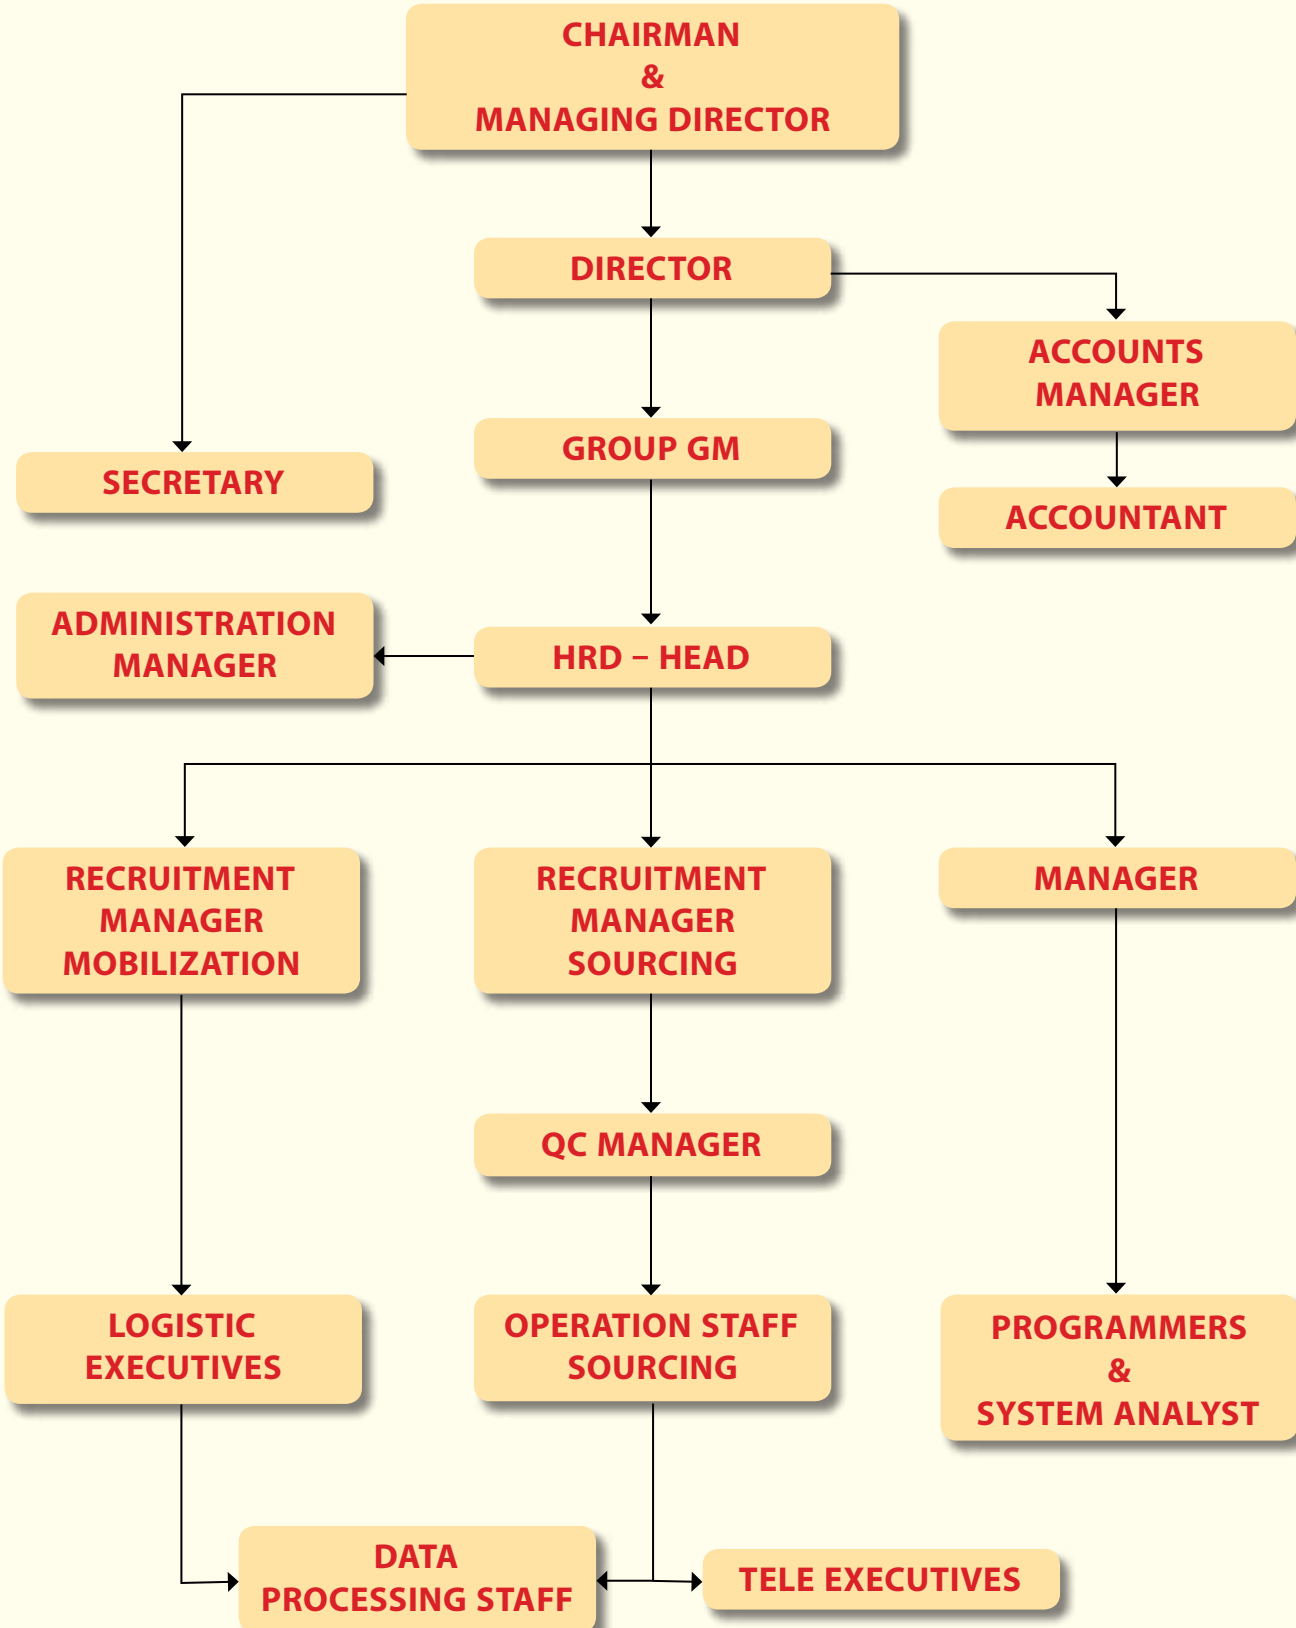 CHAIRMAN
&
MANAGING DIRECTOR
DIRECTOR
ACCOUNTS
MANAGER
GROUP GM
SECRETARY
ACCOUNTANT
ADMINISTRATION
MANAGER
HRD – HEAD
RECRUITMENT
MANAGER
MOBILIZATION
RECRUITMENT
MANAGER
SOURCING
MANAGER
QC MANAGER
LOGISTIC
EXECUTIVES
OPERATION STAFF
SOURCING
PROGRAMMERS
&
SYSTEM ANALYST
DATA
PROCESSING STAFF
TELE EXECUTIVES